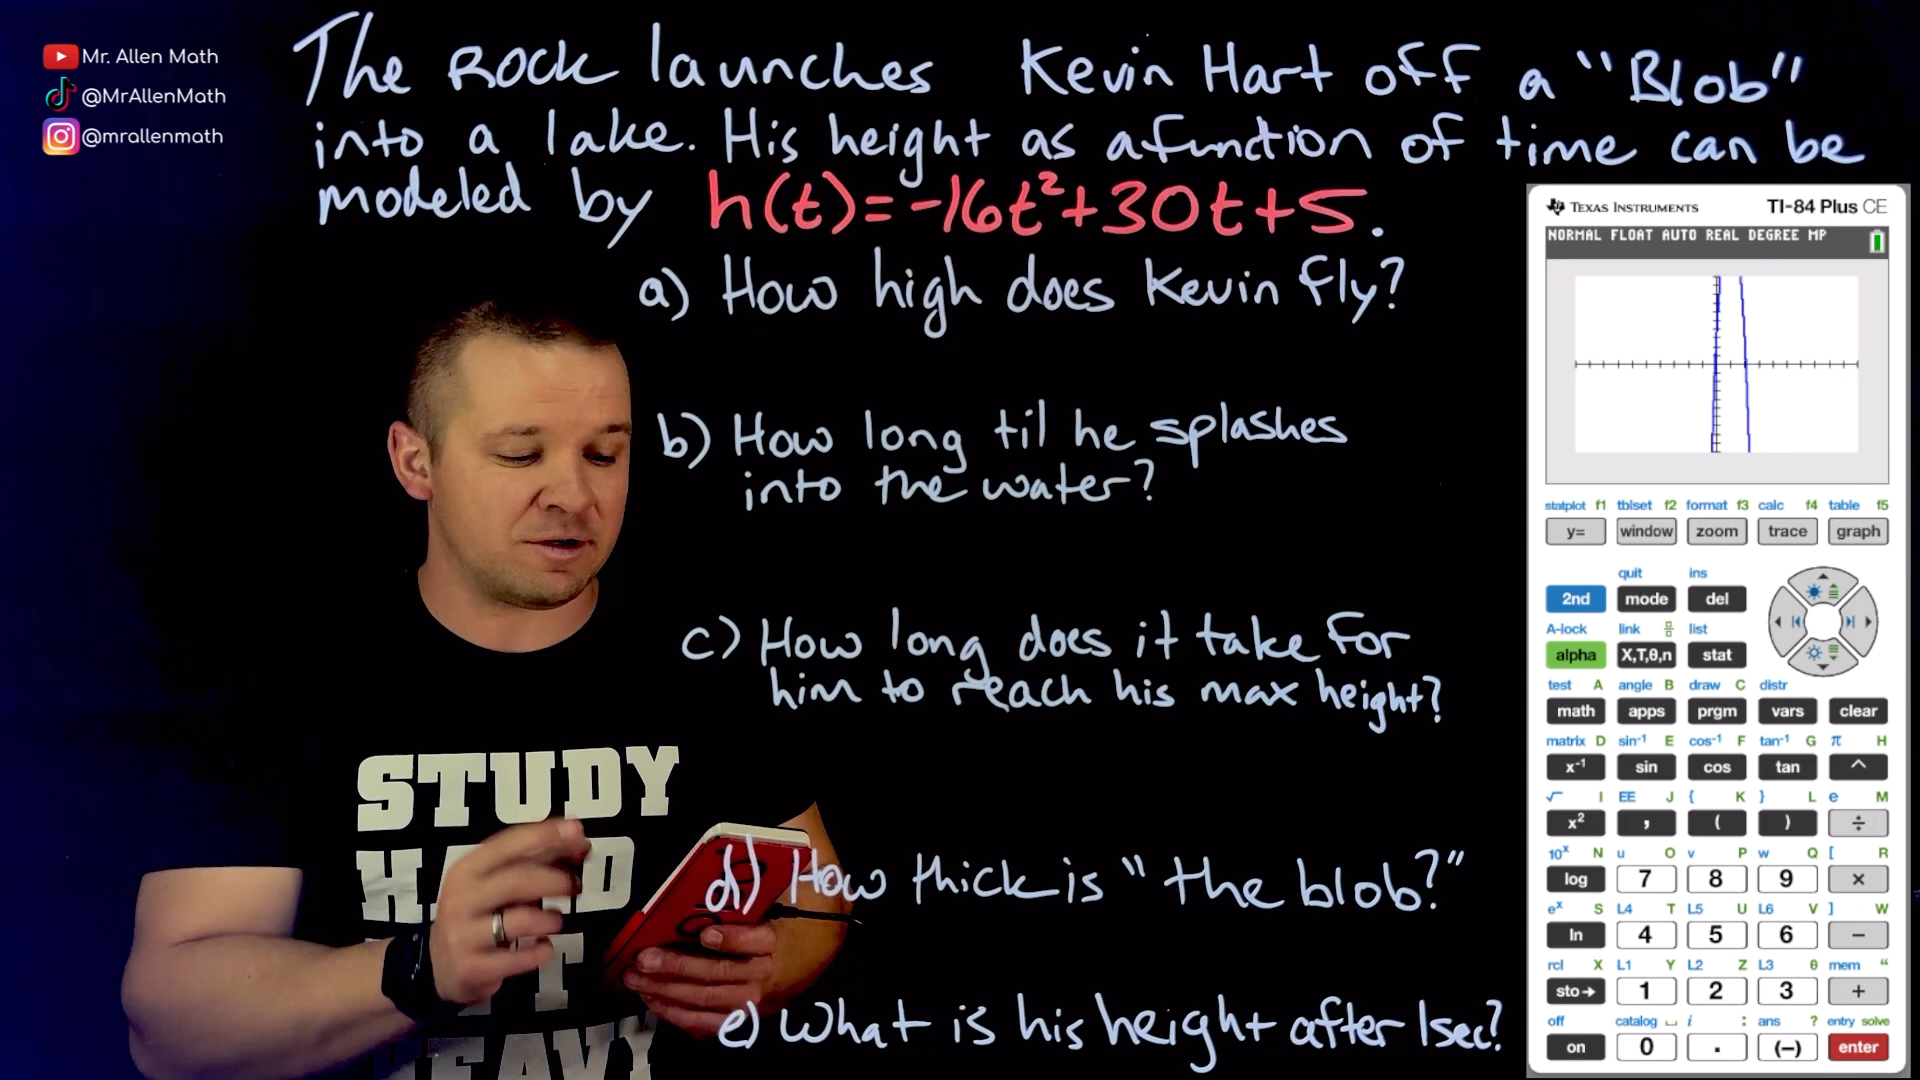 Mr. Allen Math
@MrAllenMath
@mrallenmath
The Rock launches Kevin Hart off a "Blob"
into a lake. His height as a function of time can be
modeled by h(t)=-16t²+30t+5.
a) How high does Kevin fly?
b) How long til he splashes
into the water?
c) How long does it take for
him to reach his max height?
d) How thick is "the blob?"
e) What is his height after 1sec?
STUDY
HARD
HEAVY
TEXAS INSTRUMENTS TI-84 Plus CE
NORMAL FLOAT AUTO REAL DEGREE MP
statplot f1 tblset f2 format f3 calc f4 table f5
y= window zoom trace graph
quit ins
2nd mode del
A-lock link list
alpha X,T,θ,n stat
test A angle B draw C distr
math apps prgm vars clear
matrix D sin⁻¹ E cos⁻¹ F tan⁻¹ G π H
x⁻¹ sin cos tan ^
√ I EE J { K } L e M
x² , ( ) ÷
10ˣ N u O v P w Q [ R
log 7 8 9 ×
eˣ S L4 T L5 U L6 V ] W
ln 4 5 6 −
rcl X L1 Y L2 Z L3 θ mem “
sto→ 1 2 3 +
off catalog ⎵ i : ans ? entry solve
on 0 . (−) enter